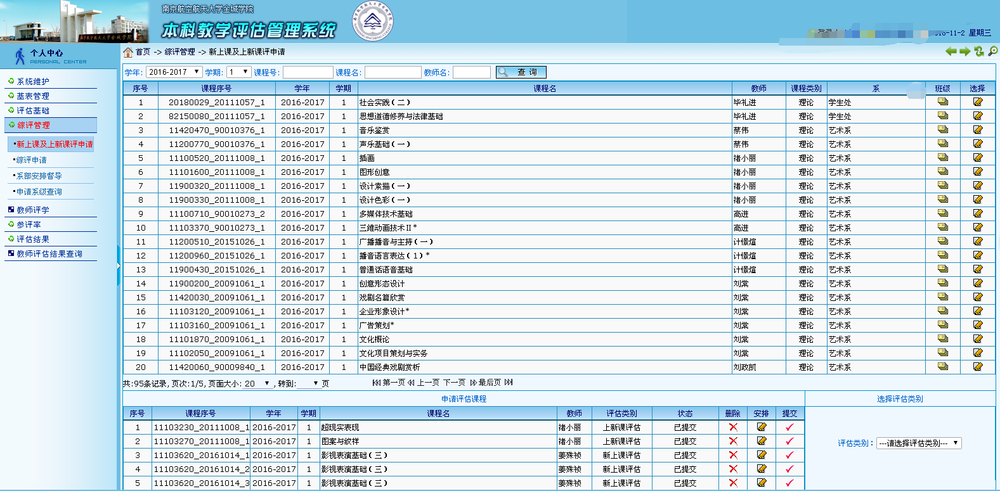 南京航空航天大学金城学院
本科教学评估管理系统
-11-2 星期三
个人中心
PERSONAL CENTER
首页 -> 综评管理 -> 新上课及上新课评申请
系统维护
基表管理
评估基础
综评管理
•新上课及上新课评申请
•综评申请
•系部安排督导
•申请系级查询
教师评学
参评率
评估结果
教师评估结果查询
学年: 2016-2017 学期: 1 课程号: 课程名: 教师名: 查 询
序号 课程序号 学年 学期 课程名 教师 课程类别 系 班级 选择
1 20180029_20111057_1 2016-2017 1 社会实践(二) 毕礼进 理论 学生处
2 82150080_20111057_1 2016-2017 1 思想道德修养与法律基础 毕礼进 理论 学生处
3 11420470_90010376_1 2016-2017 1 音乐鉴赏 蔡伟 理论 艺术系
4 11200770_90010376_1 2016-2017 1 声乐基础(一) 蔡伟 理论 艺术系
5 11100520_20111008_1 2016-2017 1 插画 褚小丽 理论 艺术系
6 11101600_20111008_1 2016-2017 1 图形创意 褚小丽 理论 艺术系
7 11900320_20111008_1 2016-2017 1 设计素描(一) 褚小丽 理论 艺术系
8 11900330_20111008_1 2016-2017 1 设计色彩(一) 褚小丽 理论 艺术系
9 11100710_90010273_2 2016-2017 1 多媒体技术基础 高进 理论 艺术系
10 11103370_90010273_1 2016-2017 1 三维动画技术Ⅱ* 高进 理论 艺术系
11 11200510_20151026_1 2016-2017 1 广播播音与主持(一) 计憬煊 理论 艺术系
12 11200960_20151026_1 2016-2017 1 播音语言表达(1)* 计憬煊 理论 艺术系
13 11900430_20151026_1 2016-2017 1 普通话语音基础 计憬煊 理论 艺术系
14 11900200_20091061_1 2016-2017 1 创意形态设计 刘棠 理论 艺术系
15 11420030_20091061_1 2016-2017 1 戏剧名篇欣赏 刘棠 理论 艺术系
16 11103120_20091061_1 2016-2017 1 企业形象设计* 刘棠 理论 艺术系
17 11103160_20091061_1 2016-2017 1 广告策划* 刘棠 理论 艺术系
18 11101870_20091061_1 2016-2017 1 文化概论 刘棠 理论 艺术系
19 11102050_20091061_1 2016-2017 1 文化项目策划与实务 刘棠 理论 艺术系
20 11420060_90009840_1 2016-2017 1 中国经典戏剧赏析 刘政凯 理论 艺术系
共:95条记录, 页次:1/5, 页面大小: 20 , 转到: 页 第一页 上一页 下一页 最后页
申请评估课程 选择评估类别
序号 课程序号 学年 学期 课程名 教师 评估类别 状态 删除 安排 提交
1 11103230_20111008_1 2016-2017 1 超现实表现 褚小丽 上新课评估 已提交
2 11103270_20111008_1 2016-2017 1 图案与纹样 褚小丽 上新课评估 已提交
3 11103620_20161014_1 2016-2017 1 影视表演基础(三) 姜殊祯 新上课评估 已提交
4 11103620_20161014_2 2016-2017 1 影视表演基础(三) 姜殊祯 新上课评估 已提交
5 11103620_20161014_3 2016-2017 1 影视表演基础(三) 姜殊祯 新上课评估 已提交
评估类别: ---请选择评估类别---